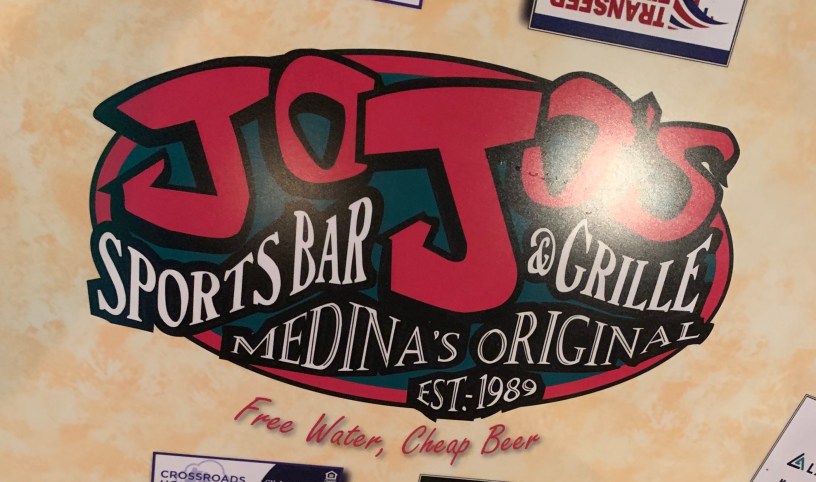 TRANSFER
JOJO'S
SPORTS BAR & GRILLE
MEDINA'S ORIGINAL
EST.-1989
Free Water, Cheap Beer
CROSSROADS